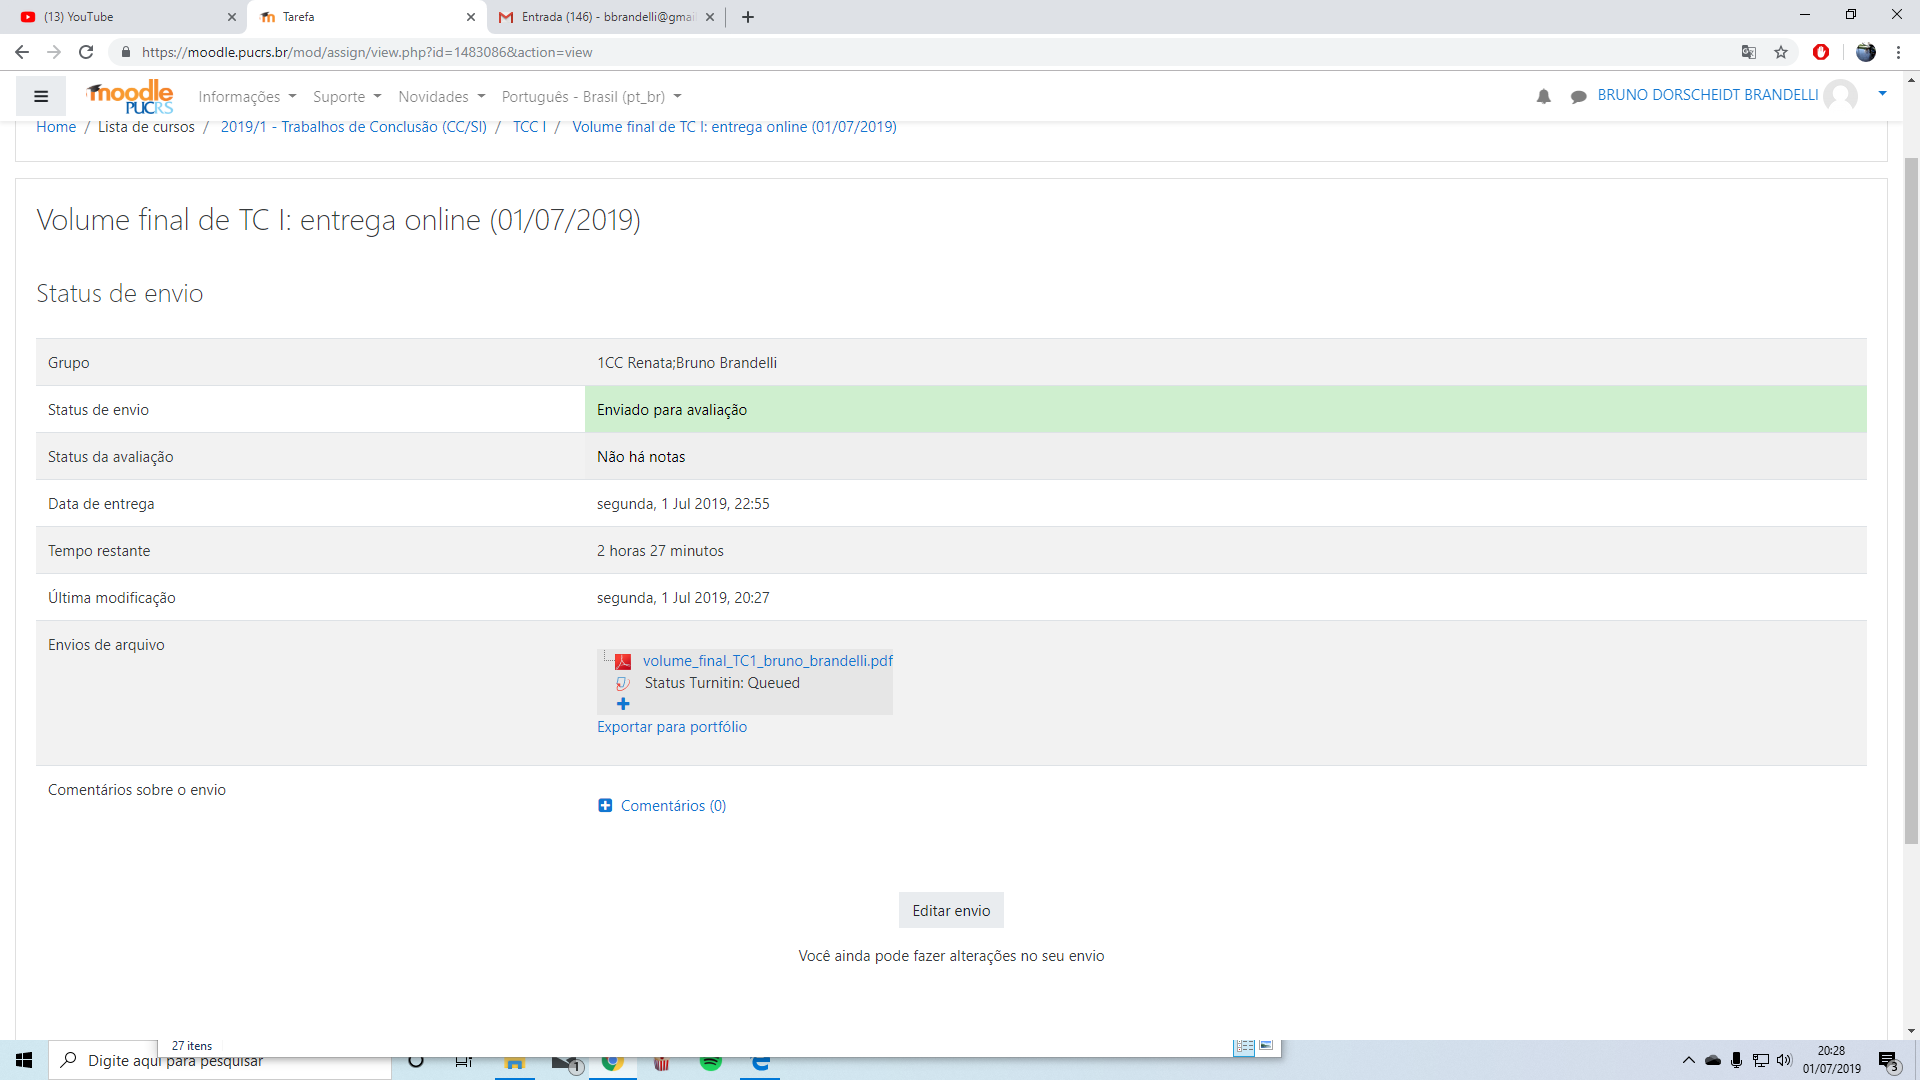 (13) YouTube
Tarefa
Entrada (146) - bbrandelli@gmai
https://moodle.pucrs.br/mod/assign/view.php?id=1483086&action=view
moodle PUCRS
Informações
Suporte
Novidades
Português - Brasil (pt_br)
BRUNO DORSCHEIDT BRANDELLI
Home / Lista de cursos / 2019/1 - Trabalhos de Conclusão (CC/SI) / TCC I / Volume final de TC I: entrega online (01/07/2019)
Volume final de TC I: entrega online (01/07/2019)
Status de envio
Grupo 1CC Renata;Bruno Brandelli
Status de envio Enviado para avaliação
Status da avaliação Não há notas
Data de entrega segunda, 1 Jul 2019, 22:55
Tempo restante 2 horas 27 minutos
Última modificação segunda, 1 Jul 2019, 20:27
Envios de arquivo
volume_final_TC1_bruno_brandelli.pdf
Status Turnitin: Queued
Exportar para portfólio
Comentários sobre o envio
Comentários (0)
Editar envio
Você ainda pode fazer alterações no seu envio
27 itens
Digite aqui para pesquisar
1
20:28
01/07/2019
3